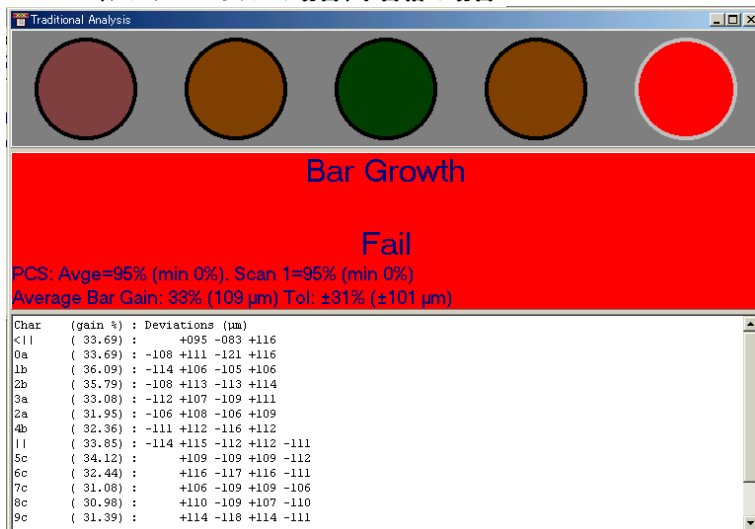 Traditional Analysis
Bar Growth
Fail
PCS: Avge=95% (min 0%). Scan 1=95% (min 0%)
Average Bar Gain: 33% (109 µm) Tol: ±31% (±101 µm)
Char (gain %) : Deviations (µm)
<|| ( 33.69) : +095 -083 +116
0a ( 33.69) : -108 +111 -121 +116
1b ( 36.09) : -114 +106 -105 +106
2b ( 35.79) : -108 +113 -113 +114
3a ( 33.08) : -112 +107 -109 +111
2a ( 31.95) : -106 +108 -106 +109
4b ( 32.36) : -111 +112 -116 +112
|| ( 33.85) : -114 +115 -112 +112 -111
5c ( 34.12) : +109 -109 +109 -112
6c ( 32.44) : +116 -117 +116 -111
7c ( 31.08) : +106 -109 +109 -106
8c ( 30.98) : +110 -109 +107 -110
9c ( 31.39) : +114 -118 +114 -111